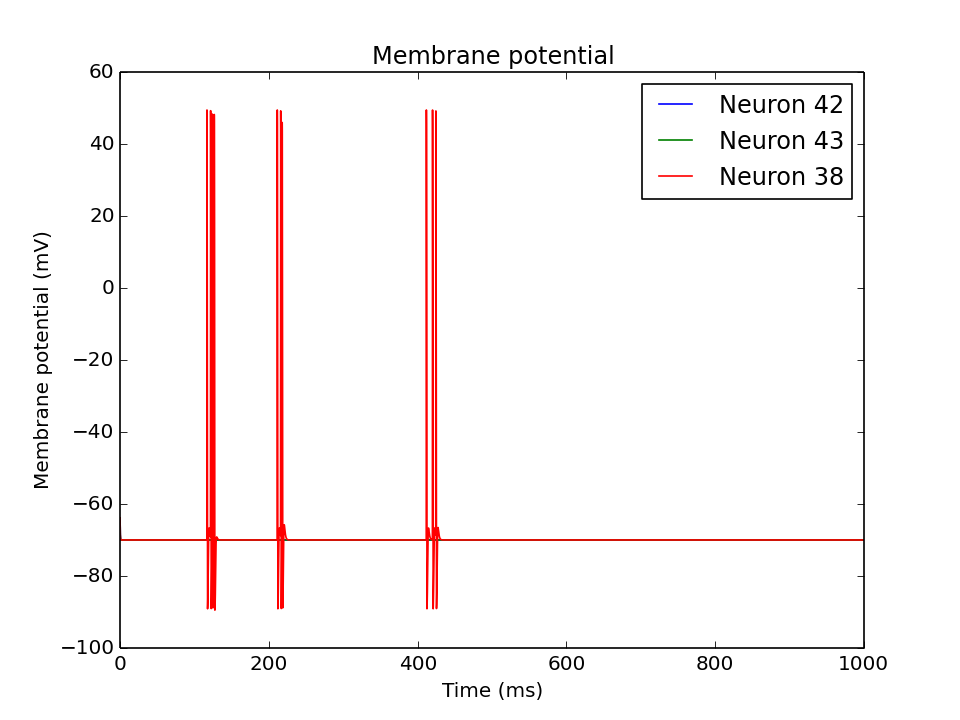 Membrane potential
60
40
20
0
−20
−40
−60
−80
−100
Membrane potential (mV)
Neuron 42
Neuron 43
Neuron 38
0 200 400 600 800 1000
Time (ms)